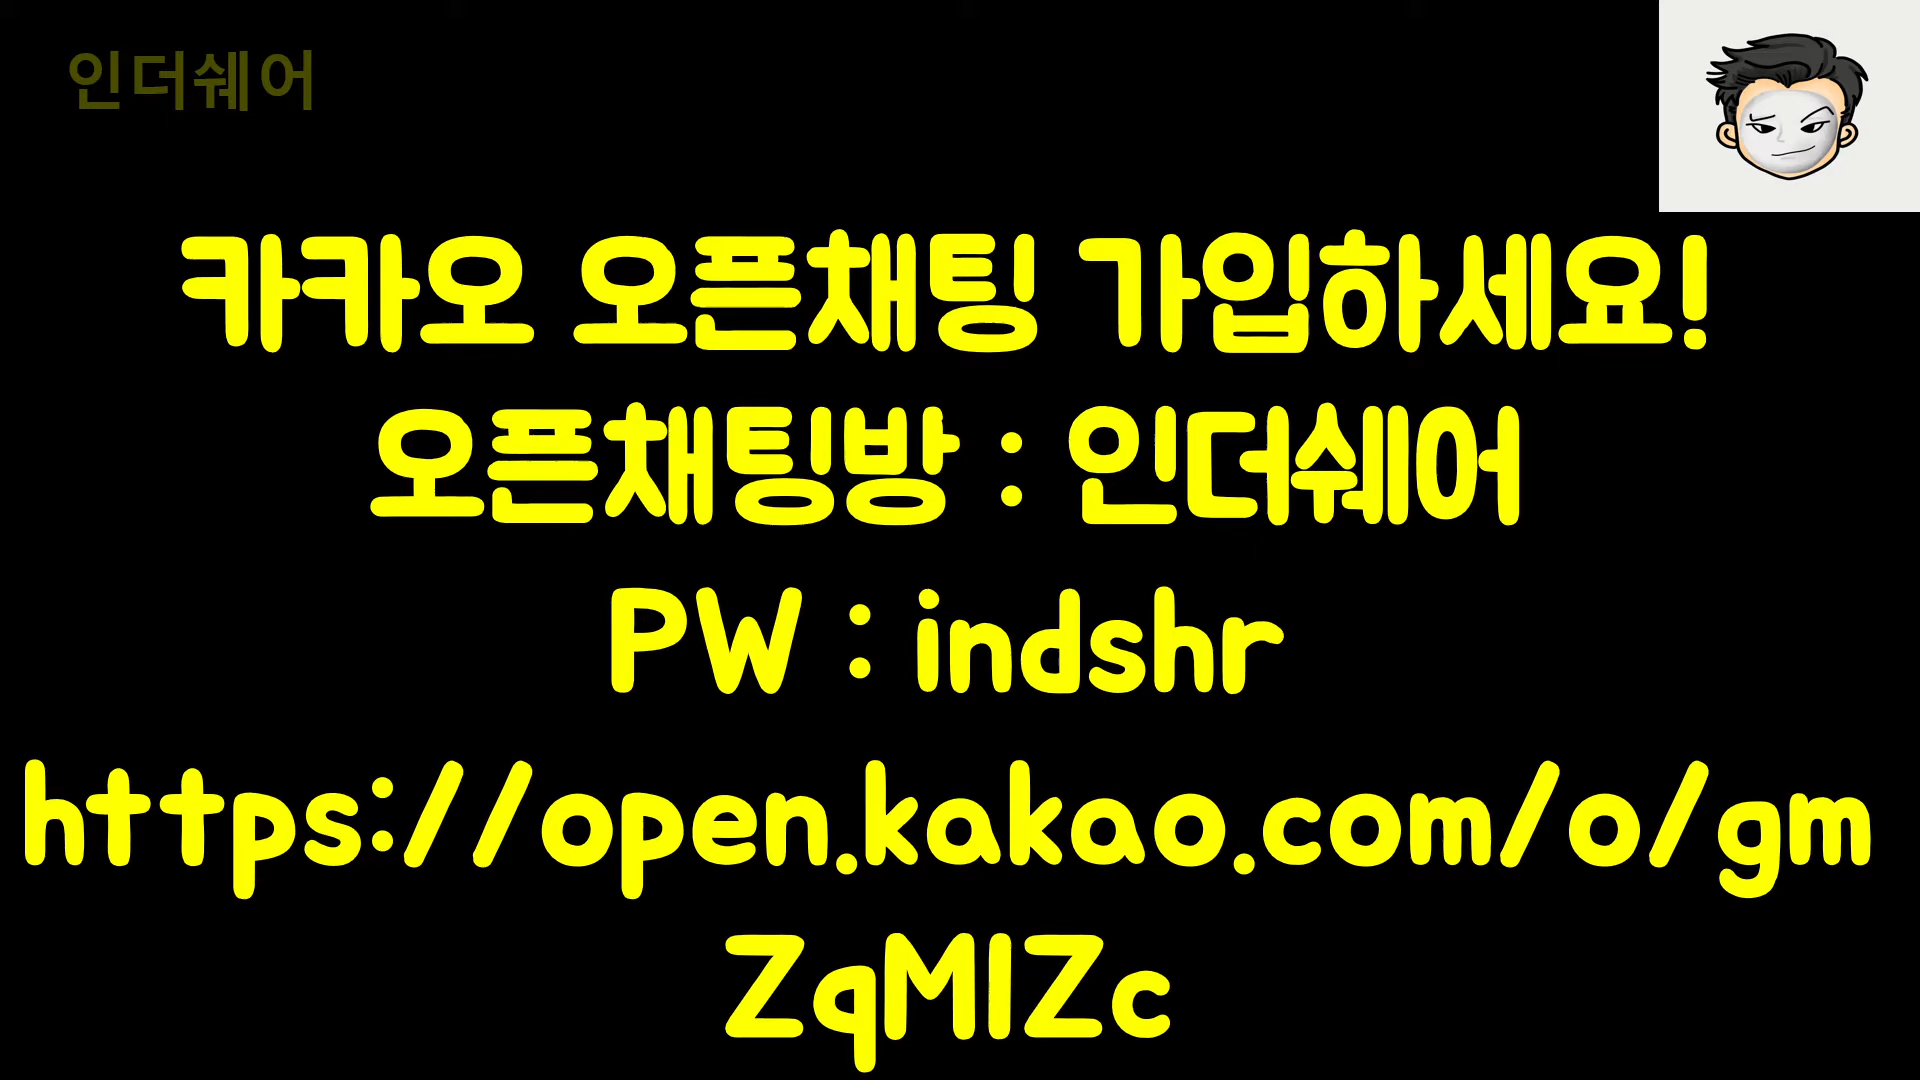 인더쉐어
카카오 오픈채팅 가입하세요!
오픈채팅방 : 인더쉐어
PW : indshr
https://open.kakao.com/o/gm
ZqMIZc